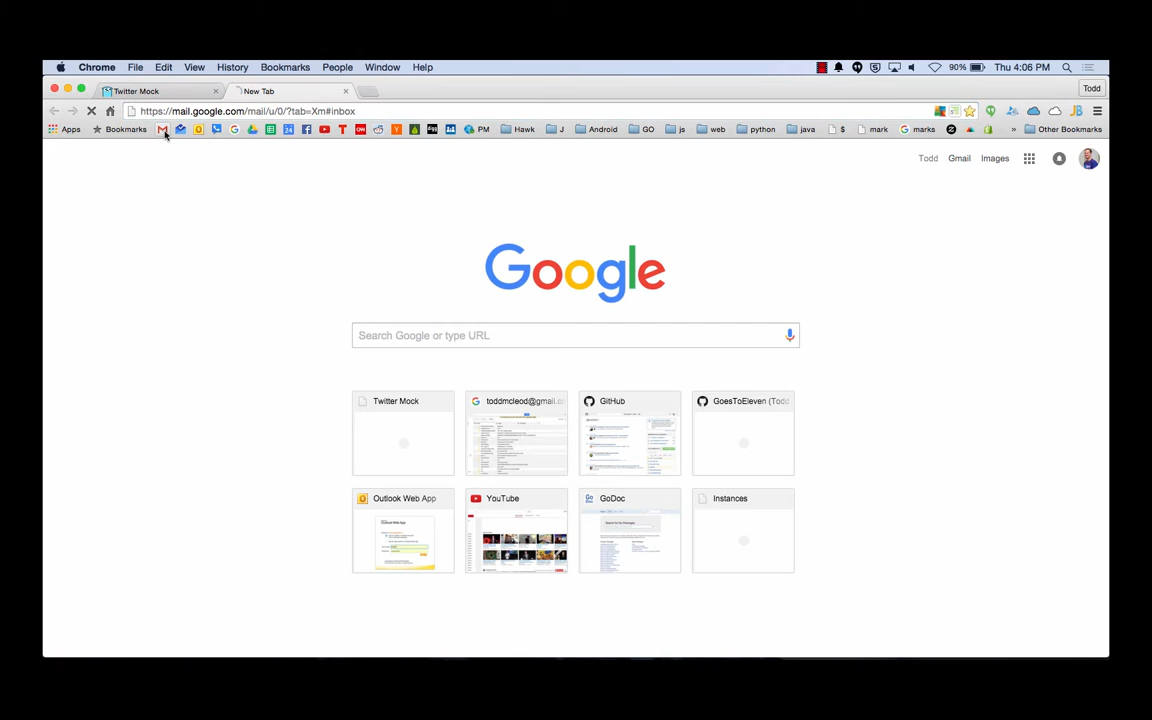 Chrome File Edit View History Bookmarks People Window Help 90% Thu 4:06 PM
Twitter Mock New Tab Todd
https://mail.google.com/mail/u/0/?tab=Xm#inbox
Apps Bookmarks PM Hawk J Android GO js web python java $ mark marks » Other Bookmarks
Todd Gmail Images
Google
Search Google or type URL
Twitter Mock toddmcleod@gmail.co GitHub GoesToEleven (Todd
Outlook Web App YouTube GoDoc Instances